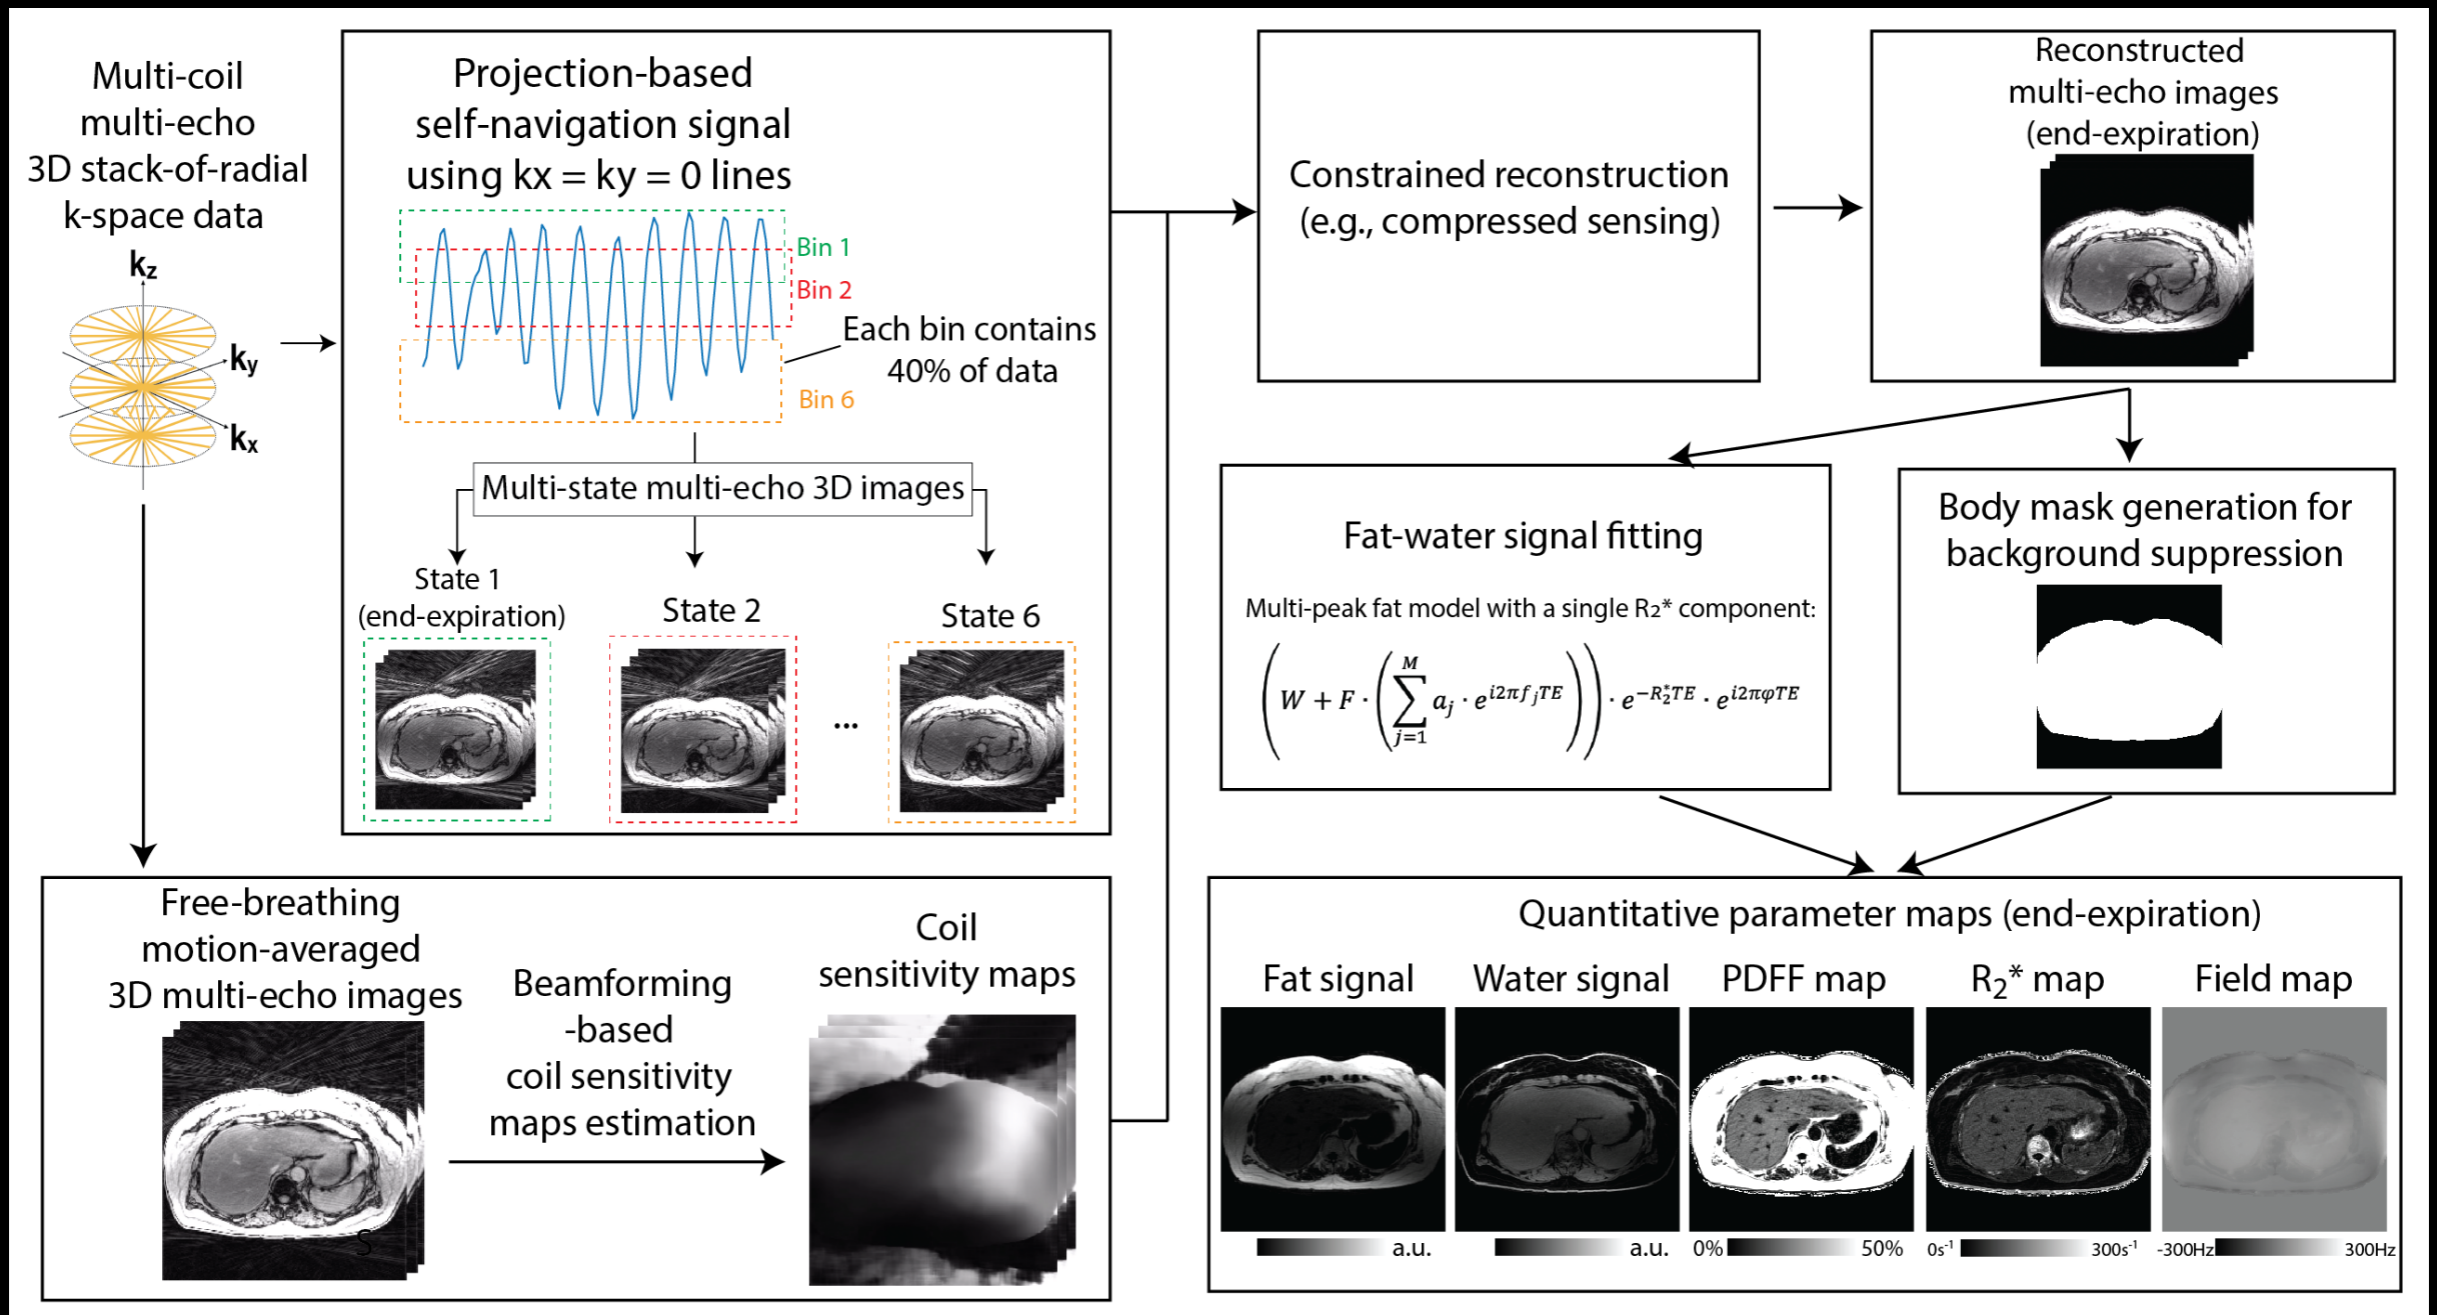 Multi-coil
multi-echo
3D stack-of-radial
k-space data
kz
ky
kx
Projection-based
self-navigation signal
using kx = ky = 0 lines
Bin 1
Bin 2
Each bin contains
40% of data
Bin 6
Multi-state multi-echo 3D images
State 1
(end-expiration)
State 2
...
State 6
Free-breathing
motion-averaged
3D multi-echo images
S
Beamforming
-based
coil sensitivity
maps estimation
Coil
sensitivity maps
Constrained reconstruction
(e.g., compressed sensing)
Reconstructed
multi-echo images
(end-expiration)
Fat-water signal fitting
Multi-peak fat model with a single R₂* component:
(W + F · (∑_{j=1}^{M} a_j · e^{i2πf_jTE})) · e^{-R₂*TE} · e^{i2πφTE}
Body mask generation for
background suppression
Quantitative parameter maps (end-expiration)
Fat signal
Water signal
PDFF map
R₂* map
Field map
a.u.
a.u.
0% 50%
0s⁻¹ 300s⁻¹
-300Hz 300Hz